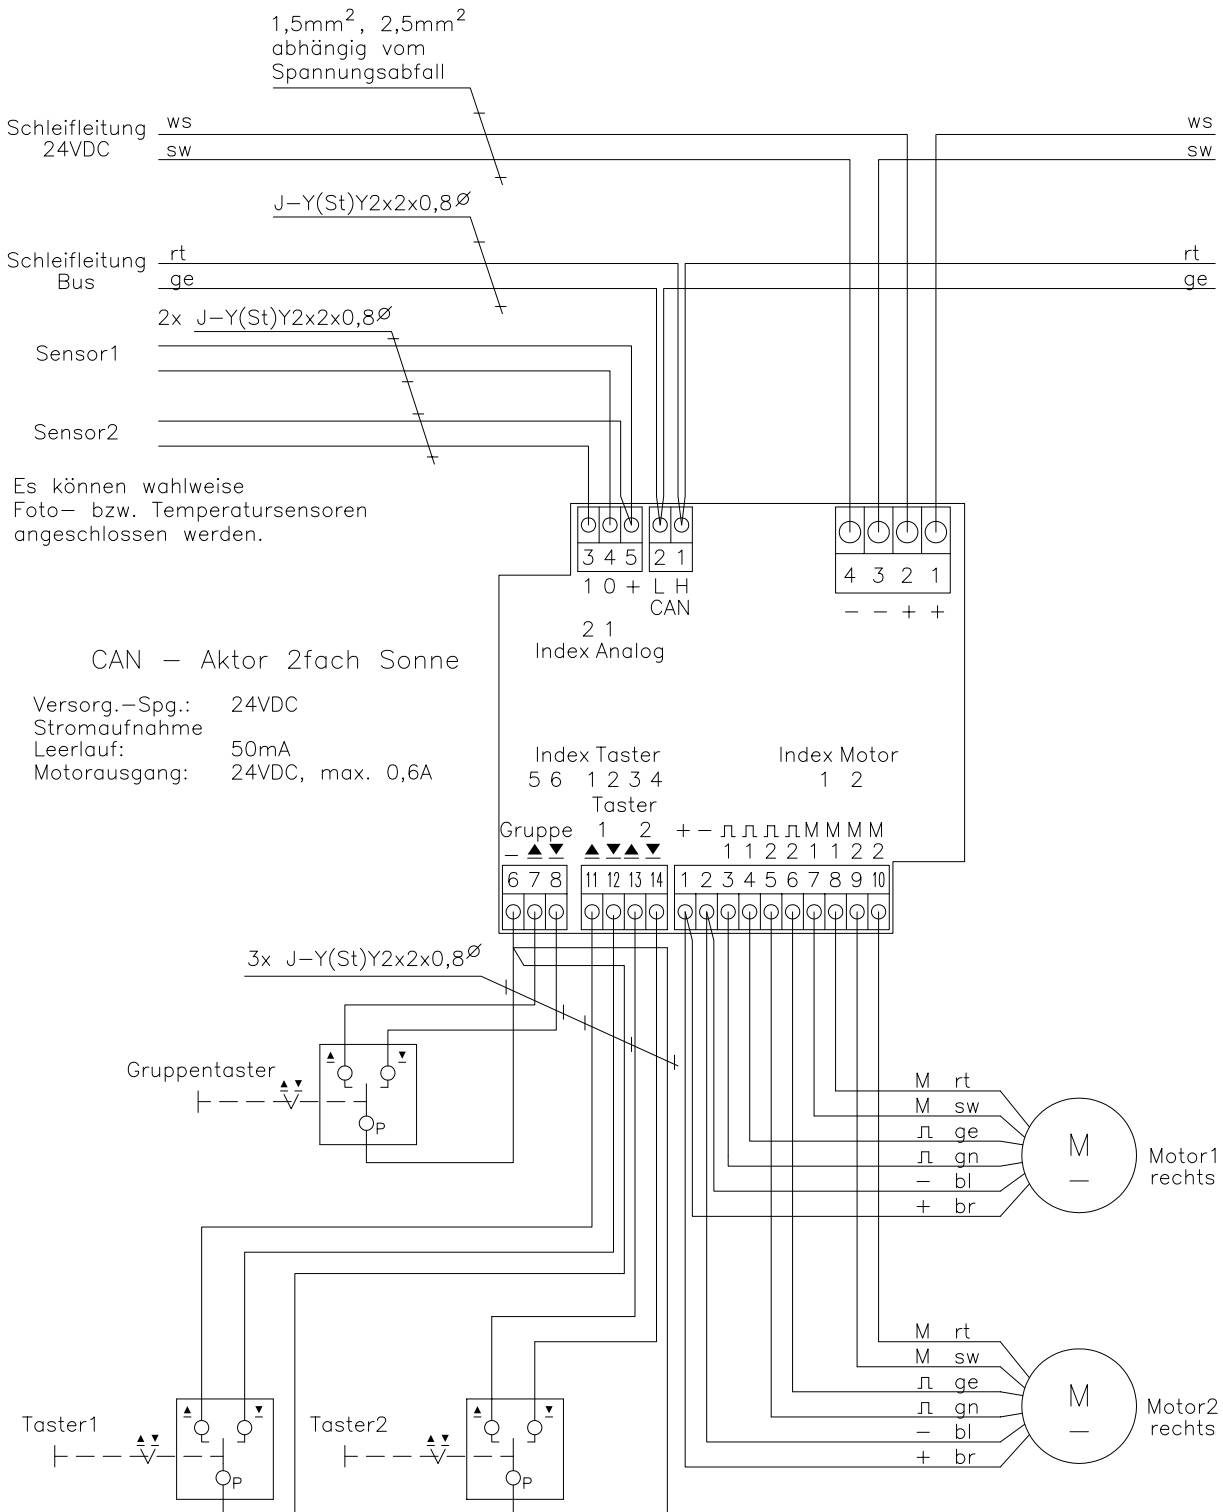 1,5mm², 2,5mm²
abhängig vom
Spannungsabfall
Schleifleitung
24VDC
ws
sw
ws
sw
J-Y(St)Y2x2x0,8⌀
Schleifleitung
Bus
rt
ge
rt
ge
2x J-Y(St)Y2x2x0,8⌀
Sensor1
Sensor2
Es können wahlweise
Foto- bzw. Temperatursensoren
angeschlossen werden.
3 4 5 2 1
4 3 2 1
1 0 + L H
CAN
- - + +
2 1
Index Analog
CAN - Aktor 2fach Sonne
Versorg.-Spg.: 24VDC
Stromaufnahme
Leerlauf: 50mA
Motorausgang: 24VDC, max. 0,6A
Index Taster
5 6 1 2 3 4
Index Motor
1 2
Taster
Gruppe 1 2
+ - ⎍ ⎍ ⎍ ⎍ M M M M
1 1 2 2 1 1 2 2
- ▲ ▼ ▲ ▼ ▲ ▼
6 7 8 11 12 13 14 1 2 3 4 5 6 7 8 9 10
3x J-Y(St)Y2x2x0,8⌀
▲ ▼
Gruppentaster
▲ ▼
P
M rt
M sw
⎍ ge
⎍ gn
- bl
+ br
M
-
Motor1
rechts
▲ ▼
Taster1
▲ ▼
P
▲ ▼
Taster2
▲ ▼
P
M rt
M sw
⎍ ge
⎍ gn
- bl
+ br
M
-
Motor2
rechts